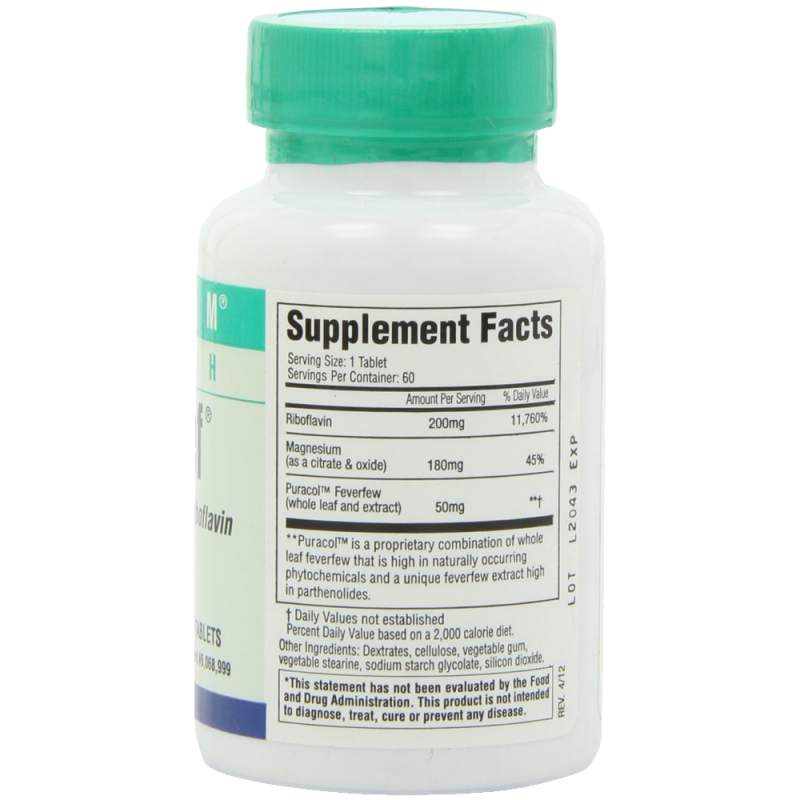 M®
H
ef®
boflavin
TABLETS
#6,068,999
Supplement Facts
Serving Size: 1 Tablet
Servings Per Container: 60
Amount Per Serving % Daily Value
Riboflavin 200mg 11,760%
Magnesium
(as a citrate & oxide) 180mg 45%
Puracol™ Feverfew
(whole leaf and extract) 50mg **†
**Puracol™ is a proprietary combination of whole
leaf feverfew that is high in naturally occurring
phytochemicals and a unique feverfew extract high
in parthenolides.
† Daily Values not established
Percent Daily Value based on a 2,000 calorie diet.
Other Ingredients: Dextrates, cellulose, vegetable gum,
vegetable stearine, sodium starch glycolate, silicon dioxide.
*This statement has not been evaluated by the Food
and Drug Administration. This product is not intended
to diagnose, treat, cure or prevent any disease.
LOT L2043 EXP
REV. 4/12